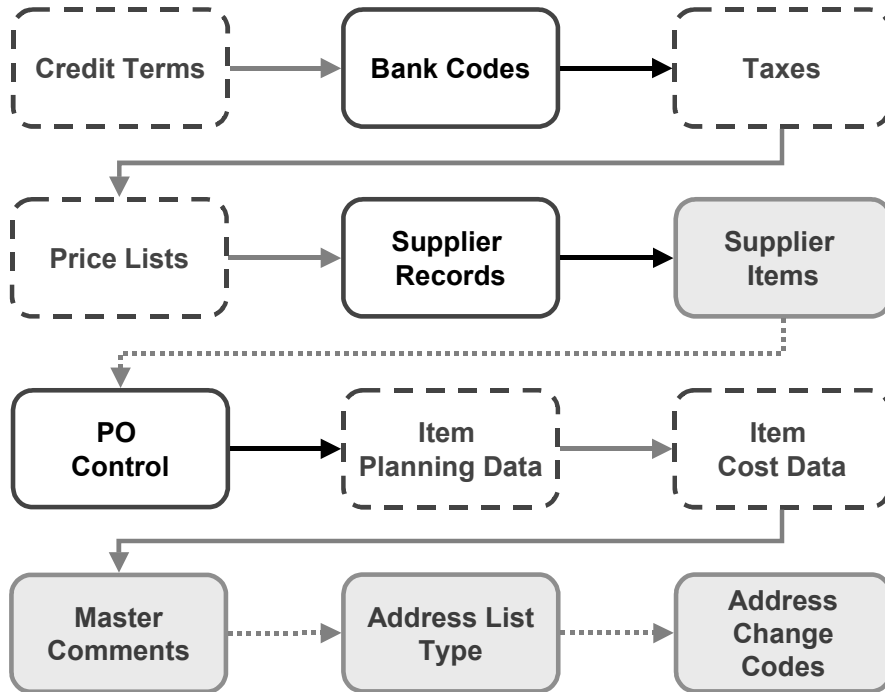 Credit Terms
Bank Codes
Taxes
Price Lists
Supplier
Records
Supplier
Items
PO
Control
Item
Planning Data
Item
Cost Data
Master
Comments
Address List
Type
Address
Change
Codes